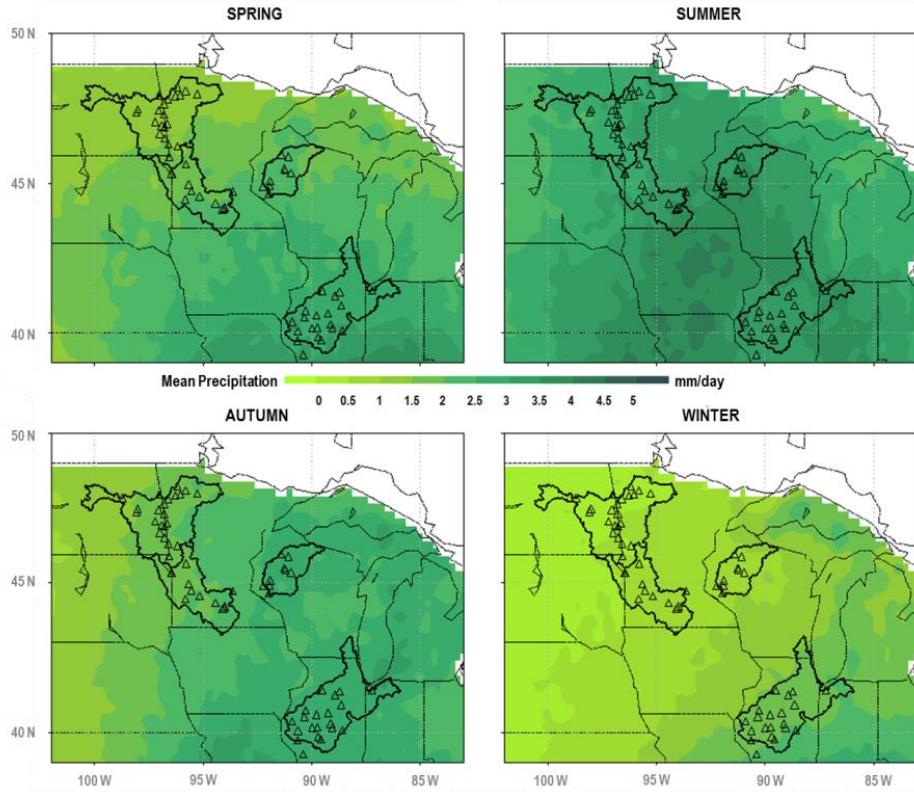 SPRING
SUMMER
50 N
45 N
40 N
Mean Precipitation
mm/day
0 0.5 1 1.5 2 2.5 3 3.5 4 4.5 5
AUTUMN
WINTER
50 N
45 N
40 N
100 W 95 W 90 W 85 W
100 W 95 W 90 W 85 W